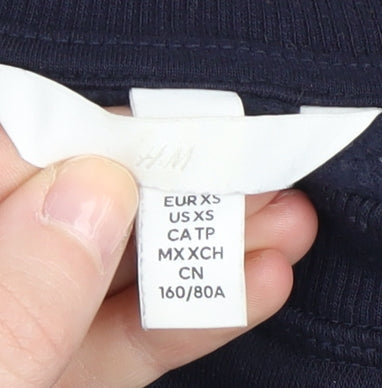 H&M
EUR XS
US XS
CA TP
MX XCH
CN
160/80A